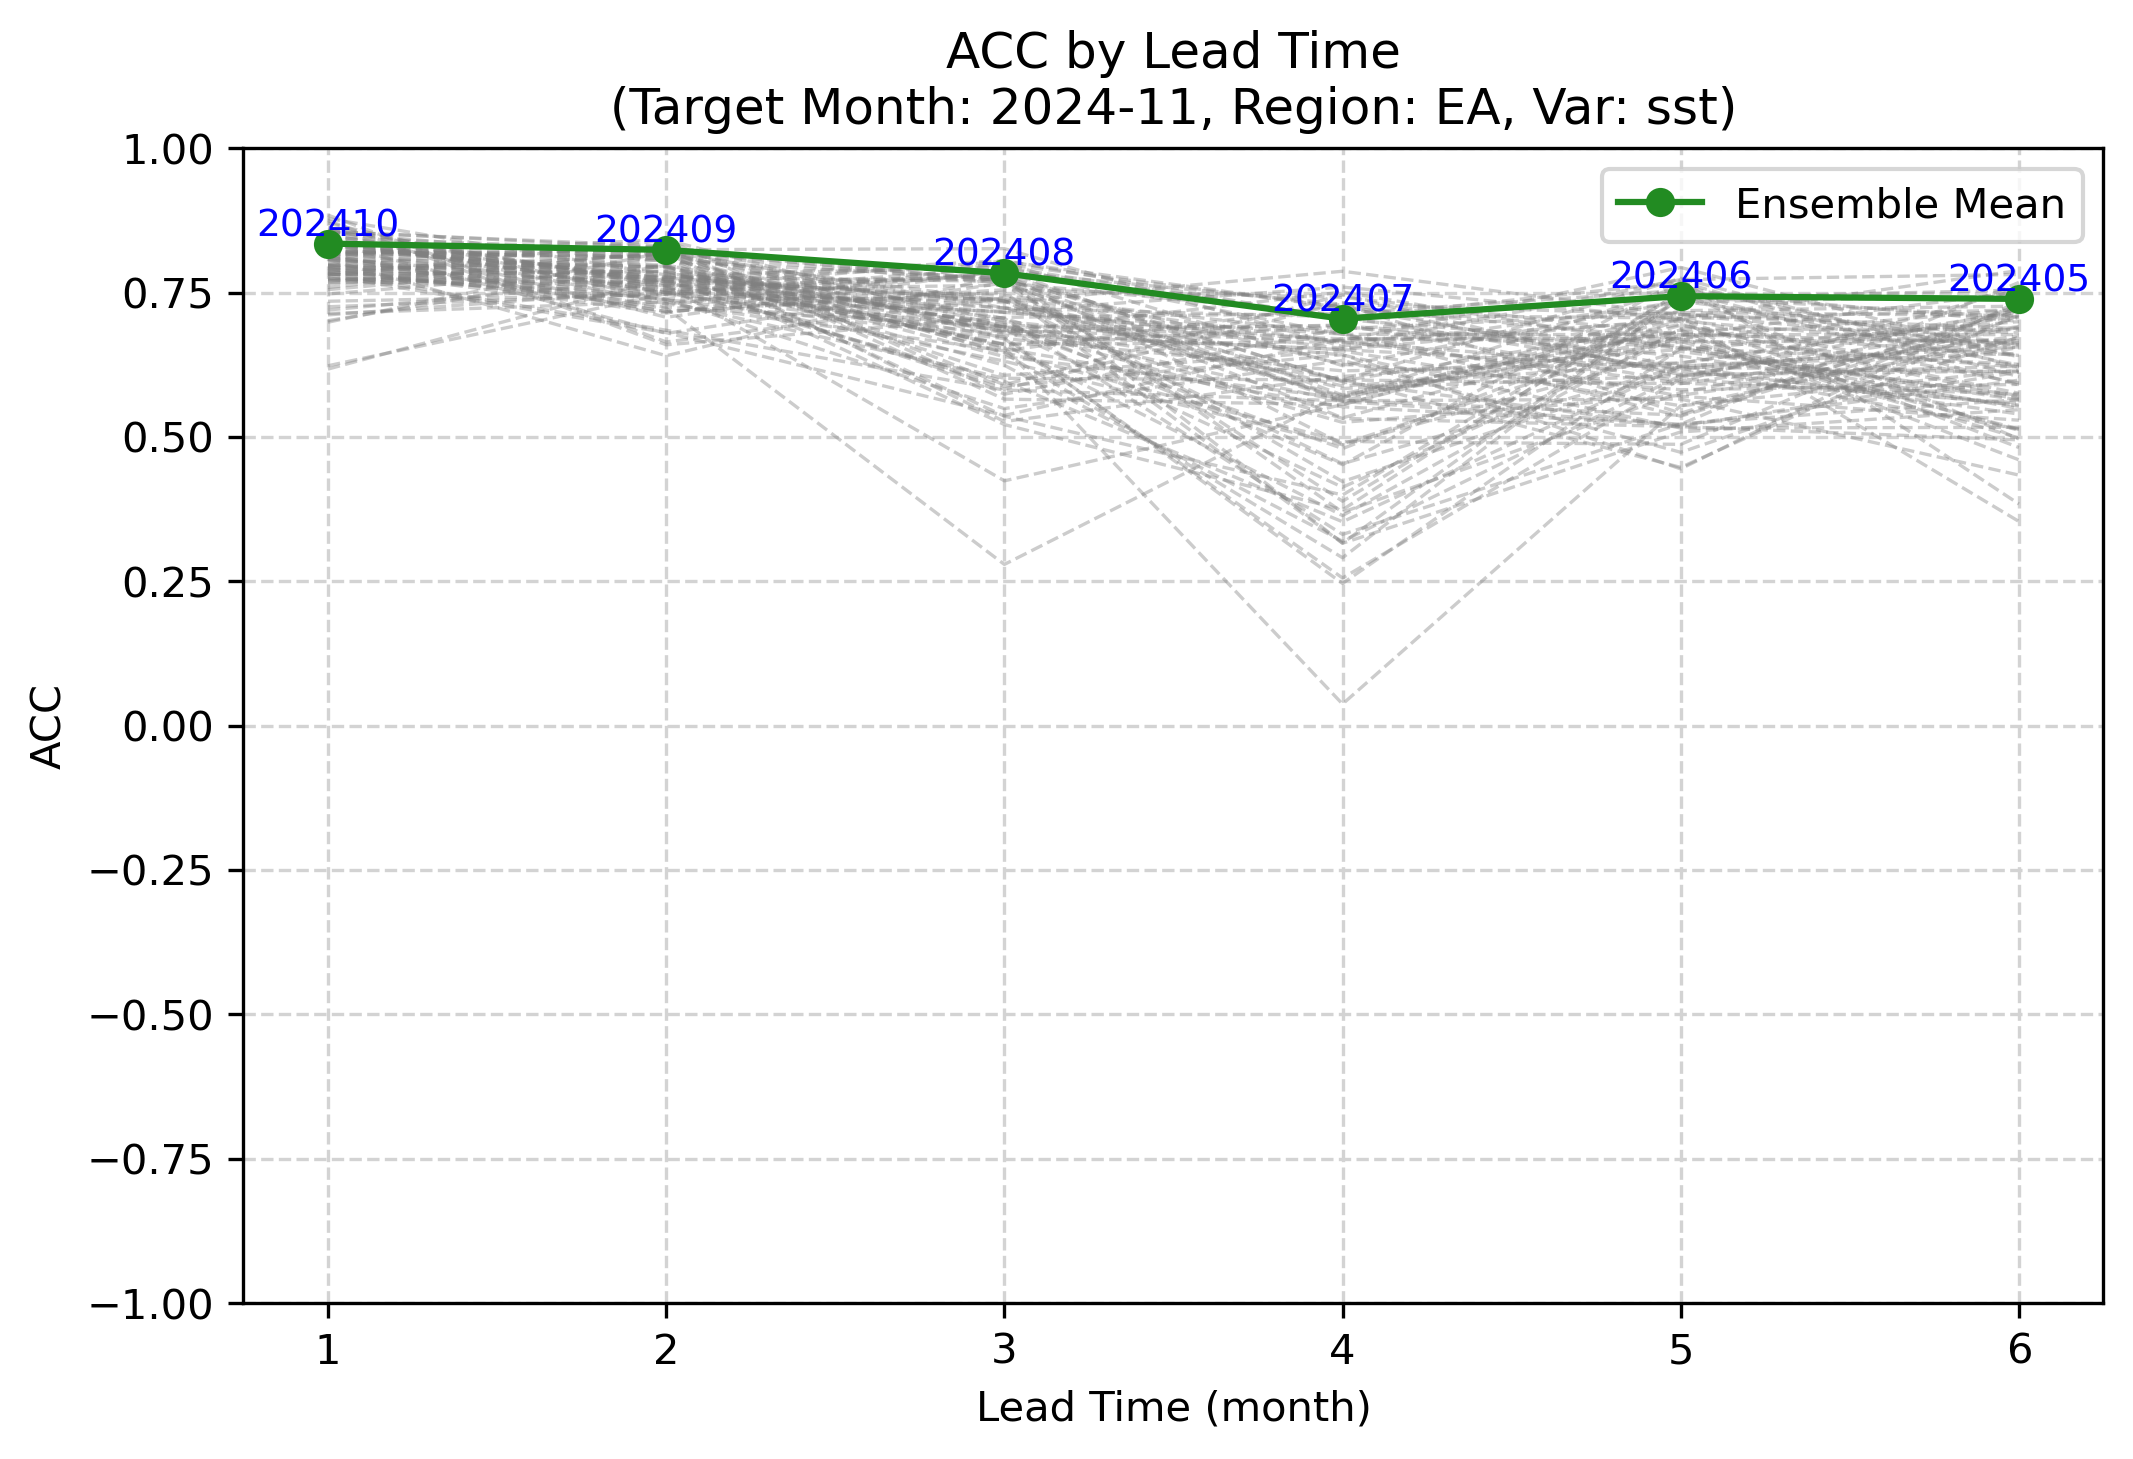 ACC by Lead Time
(Target Month: 2024-11, Region: EA, Var: sst)
1.00
0.75
0.50
0.25
0.00
−0.25
−0.50
−0.75
−1.00
ACC
202410
202409
202408
202407
202406
202405
Ensemble Mean
1 2 3 4 5 6
Lead Time (month)